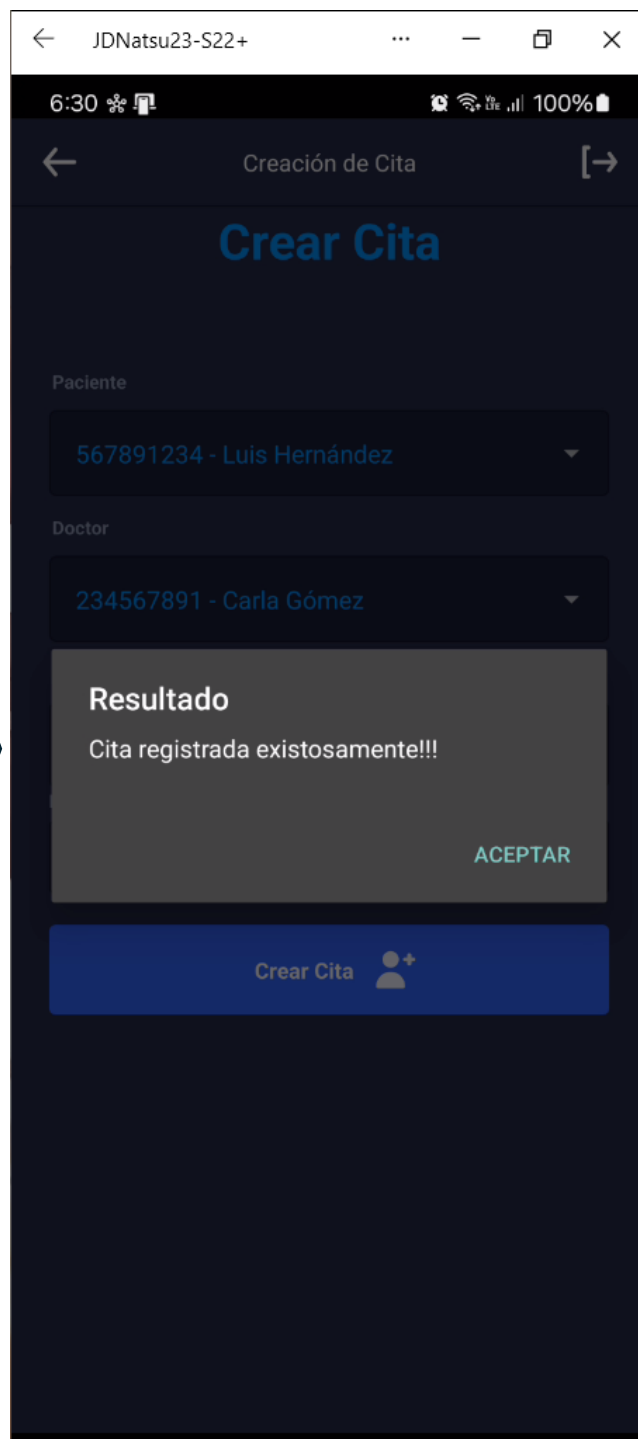 JDNatsu23-S22+
6:30 100%
Creación de Cita
Crear Cita
Paciente
567891234 - Luis Hernández
Doctor
234567891 - Carla Gómez
Resultado
Cita registrada existosamente!!!
ACEPTAR
Crear Cita